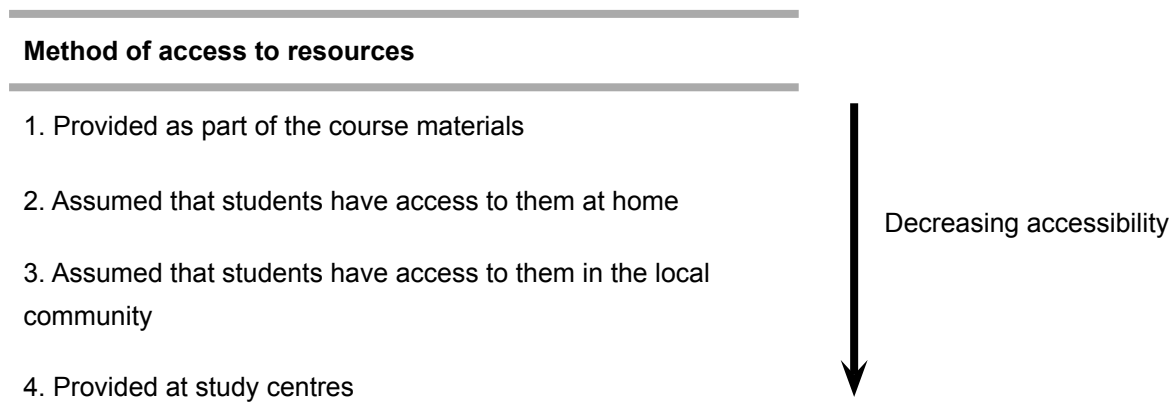 Method of access to resources
1. Provided as part of the course materials
2. Assumed that students have access to them at home
Decreasing accessibility
3. Assumed that students have access to them in the local
community
4. Provided at study centres